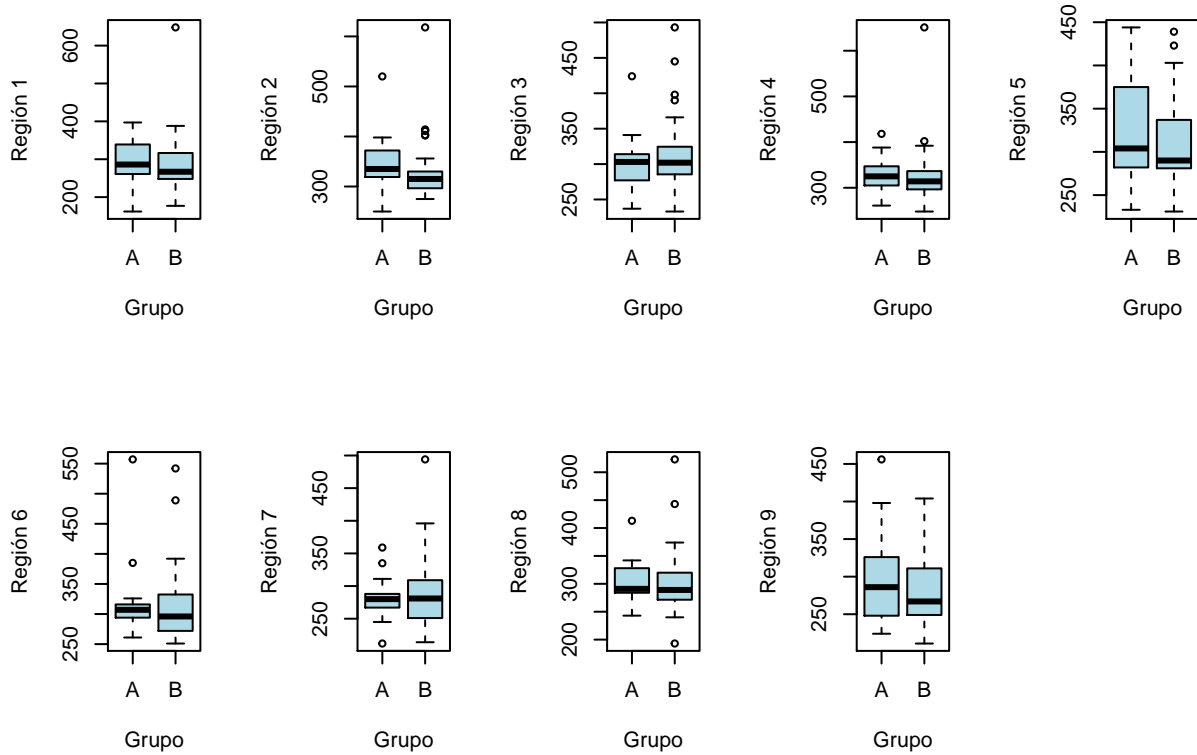 Región 1
600
400
200
A B
Grupo
Región 2
500
300
A B
Grupo
Región 3
450
350
250
A B
Grupo
Región 4
500
300
A B
Grupo
Región 5
450
350
250
A B
Grupo
Región 6
550
450
350
250
A B
Grupo
Región 7
450
350
250
A B
Grupo
Región 8
500
400
300
200
A B
Grupo
Región 9
450
350
250
A B
Grupo